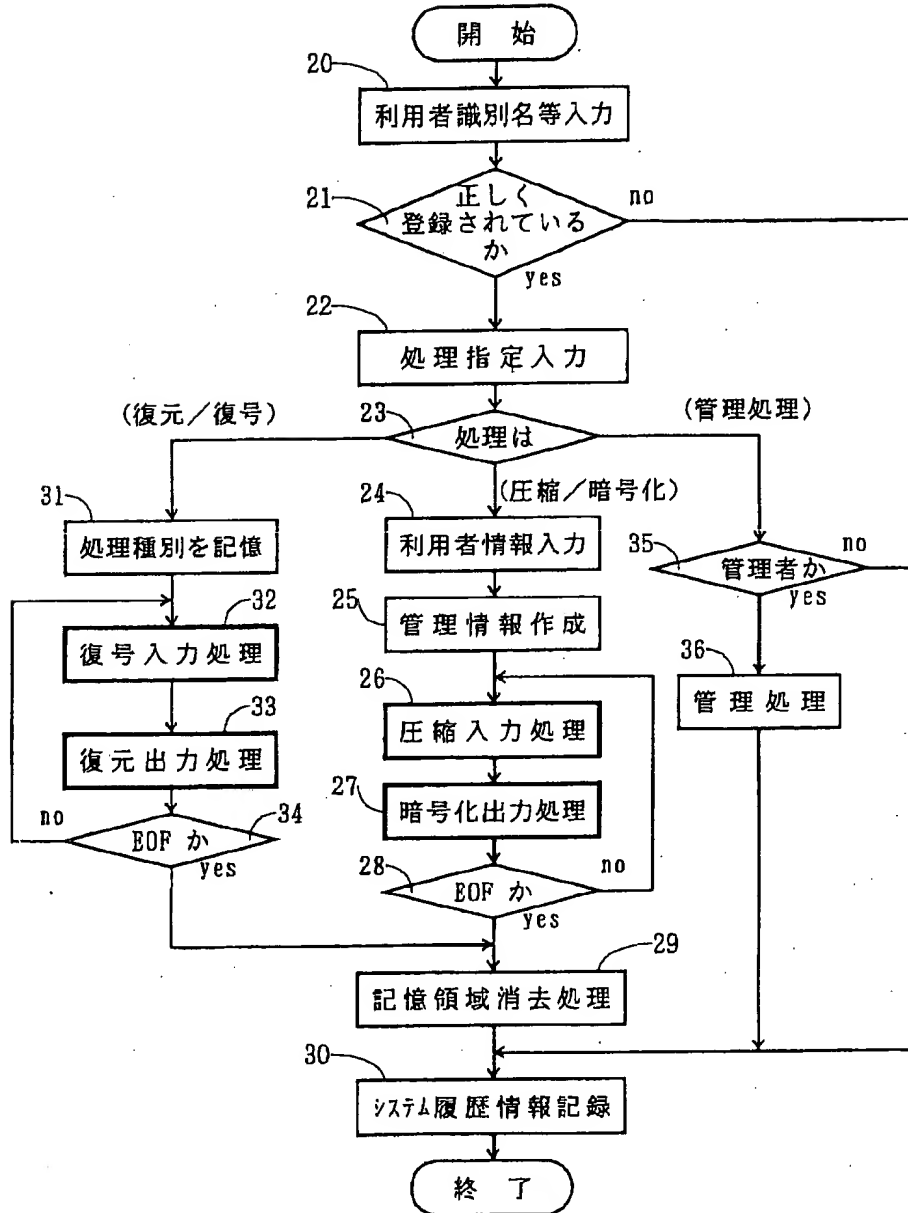 開 始
20
利用者識別名等入力
21
正しく
登録されている
か
no
yes
22
処理指定入力
(復元／復号)
23
処理は
(管理処理)
(圧縮／暗号化)
31
処理種別を記憶
24
利用者情報入力
35
管理者か
no
yes
32
復号入力処理
25
管理情報作成
36
管理処理
33
復元出力処理
26
圧縮入力処理
27
暗号化出力処理
no
34
EOF か
yes
28
EOF か
no
yes
29
記憶領域消去処理
30
システム履歴情報記録
終 了